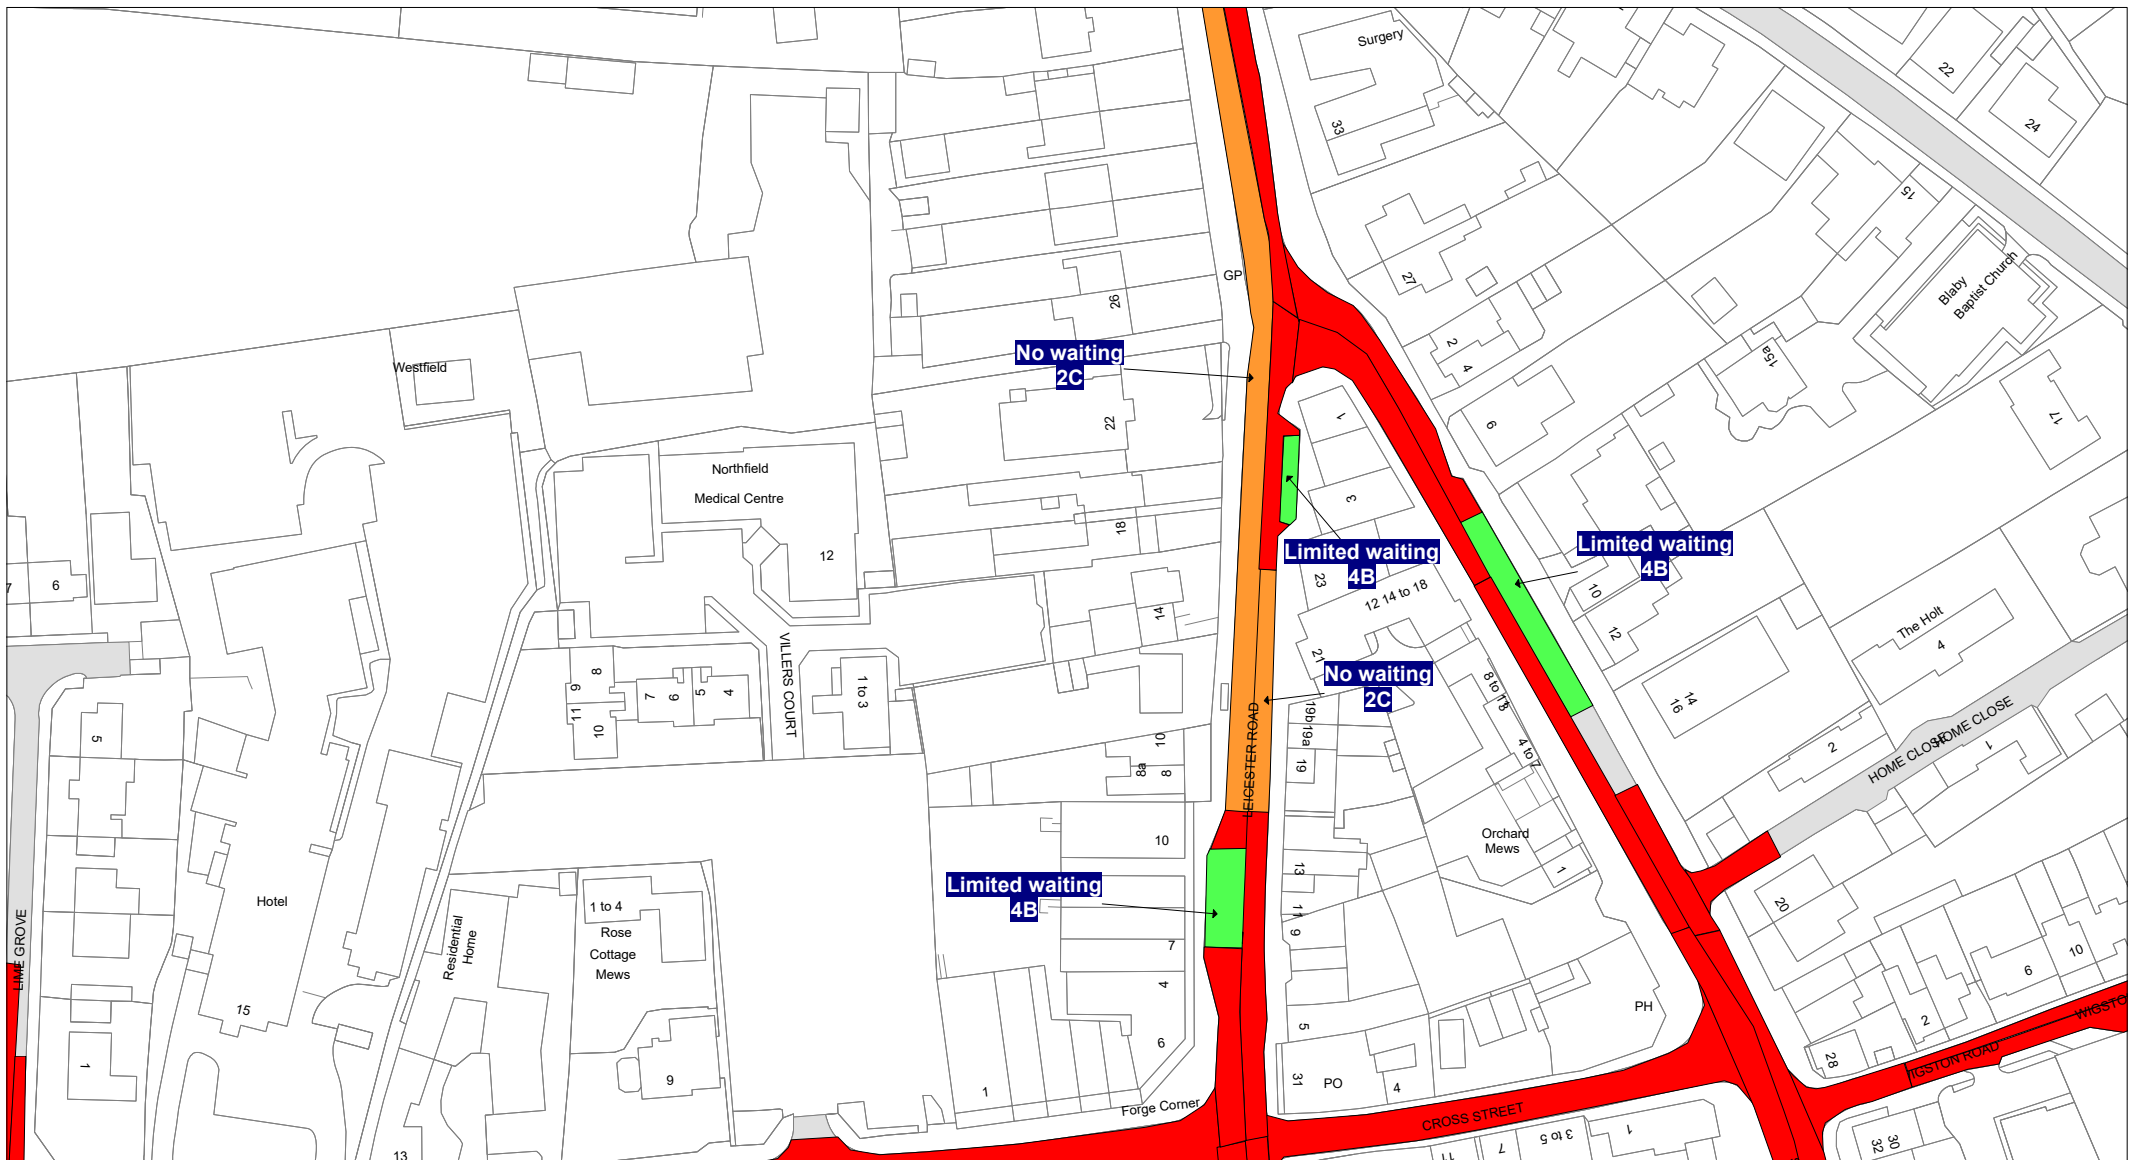 Surgery
33
22
24
15
27
GP
26
Blaby
Baptist Church
No waiting
2C
Westfield
2
4
15a
22
1
17
9
3
Northfield
Medical Centre
18
12
Limited waiting
4B
Limited waiting
4B
23
12 14 to 18
10
7
6
14
12
The Holt
4
VILLERS COURT
21
No waiting
2C
8
9
7
6
5
4
1 to 3
8 to 13
14
16
11
10
LEICESTER ROAD
19b
19a
5
10
4 to 7
HOME CLOSE
HOME CLOSE
2
1
8a
8
19
10
Orchard
Mews
13
1
Limited waiting
4B
Hotel
1 to 4
Rose
Cottage
Mews
Residential
Home
11
9
7
20
LIME GROVE
10
6
4
15
PH
2
WIGSTO
5
6
28
IGSTON ROAD
1
9
1
31
PO
4
Forge Corner
CROSS STREET
1
3 to 5
7
11
13
30
32